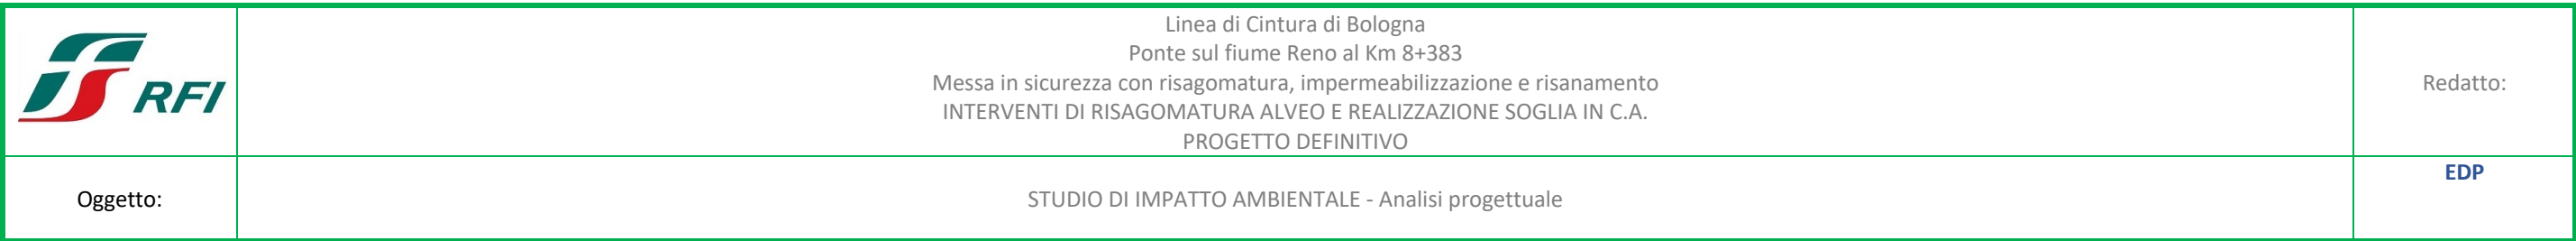 RFI
Linea di Cintura di Bologna
Ponte sul fiume Reno al Km 8+383
Messa in sicurezza con risagomatura, impermeabilizzazione e risanamento
INTERVENTI DI RISAGOMATURA ALVEO E REALIZZAZIONE SOGLIA IN C.A.
PROGETTO DEFINITIVO
Redatto:
Oggetto:
STUDIO DI IMPATTO AMBIENTALE - Analisi progettuale
EDP